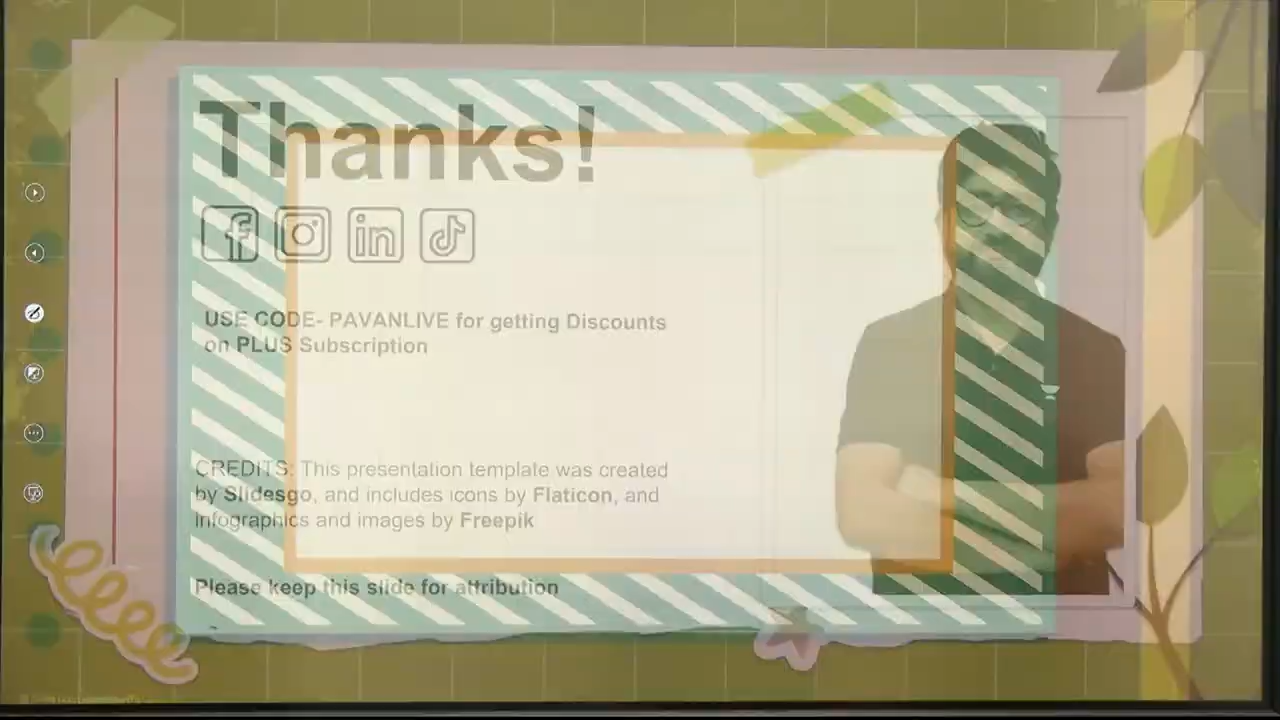 Thanks!
USE CODE- PAVANLIVE for getting Discounts
on PLUS Subscription
CREDITS: This presentation template was created
by Slidesgo, and includes icons by Flaticon, and
infographics and images by Freepik
Please keep this slide for attribution